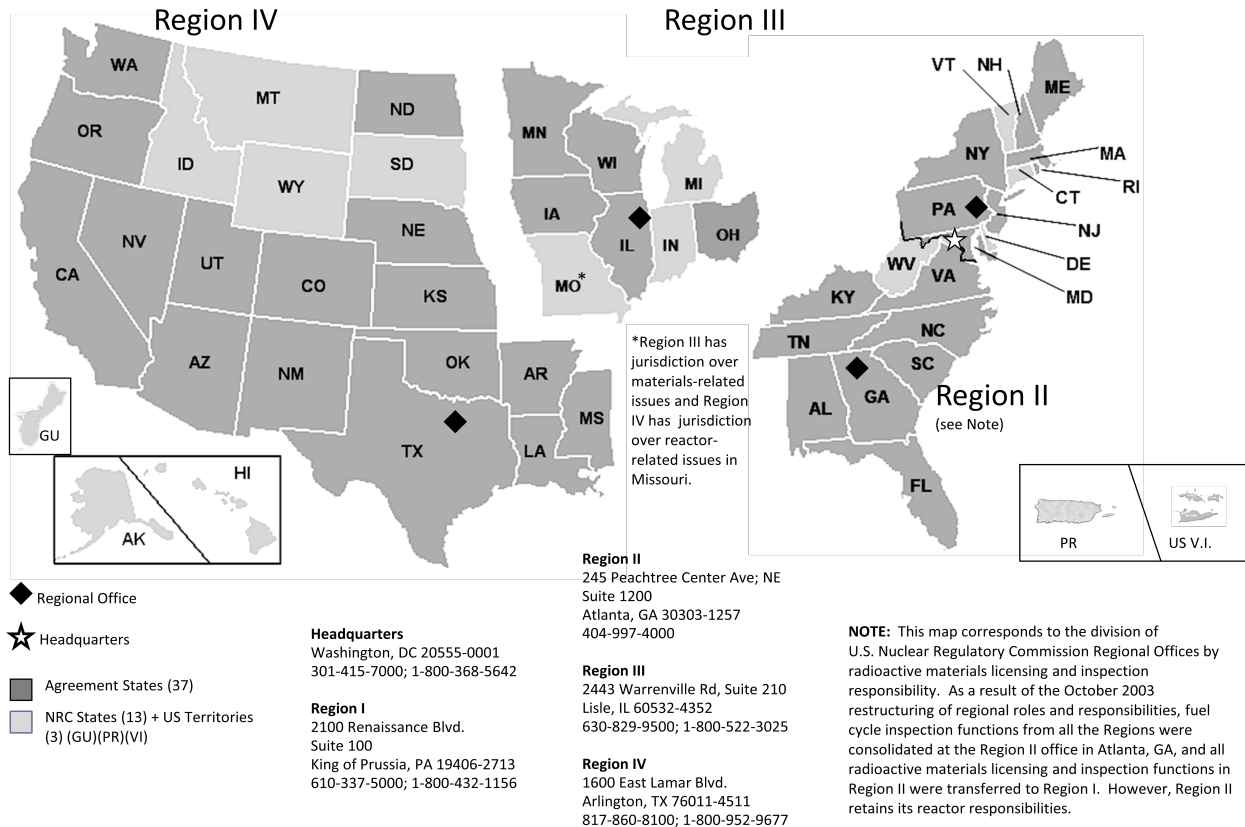 Region IV
Region III
WA
MT
ND
OR
ID
SD
WY
NE
NV
UT
CA
CO
KS
AZ
NM
OK
TX
AR
LA
MS
MN
WI
MI
IA
IL
IN
OH
MO*
VT
NH
ME
NY
MA
RI
CT
PA
NJ
DE
MD
WV
VA
KY
NC
TN
SC
GA
AL
FL
Region II
(see Note)
*Region III has
jurisdiction over
materials-related
issues and Region
IV has jurisdiction
over reactor-
related issues in
Missouri.
GU
HI
AK
PR
US V.I.
Regional Office
Headquarters
Agreement States (37)
NRC States (13) + US Territories
(3) (GU)(PR)(VI)
Headquarters
Washington, DC 20555-0001
301-415-7000; 1-800-368-5642
Region I
2100 Renaissance Blvd.
Suite 100
King of Prussia, PA 19406-2713
610-337-5000; 1-800-432-1156
Region II
245 Peachtree Center Ave; NE
Suite 1200
Atlanta, GA 30303-1257
404-997-4000
Region III
2443 Warrenville Rd, Suite 210
Lisle, IL 60532-4352
630-829-9500; 1-800-522-3025
Region IV
1600 East Lamar Blvd.
Arlington, TX 76011-4511
817-860-8100; 1-800-952-9677
NOTE: This map corresponds to the division of
U.S. Nuclear Regulatory Commission Regional Offices by
radioactive materials licensing and inspection
responsibility. As a result of the October 2003
restructuring of regional roles and responsibilities, fuel
cycle inspection functions from all the Regions were
consolidated at the Region II office in Atlanta, GA, and all
radioactive materials licensing and inspection functions in
Region II were transferred to Region I. However, Region II
retains its reactor responsibilities.